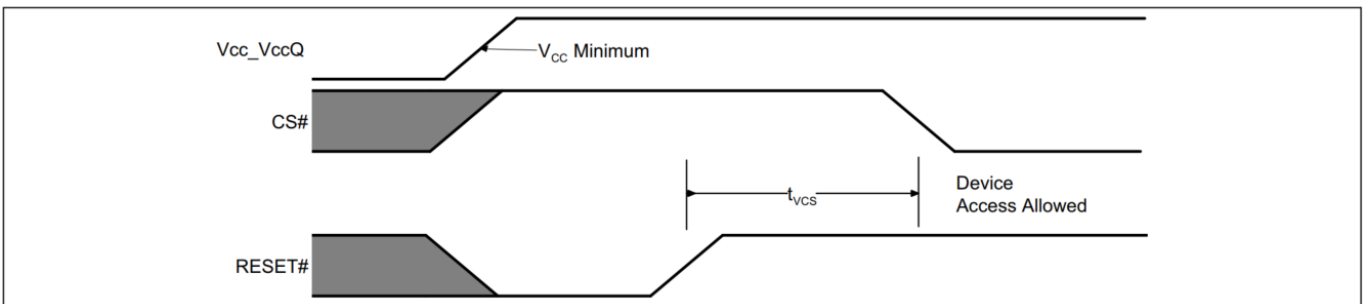 Vcc_VccQ
VCC Minimum
CS#
tVCS
Device
Access Allowed
RESET#